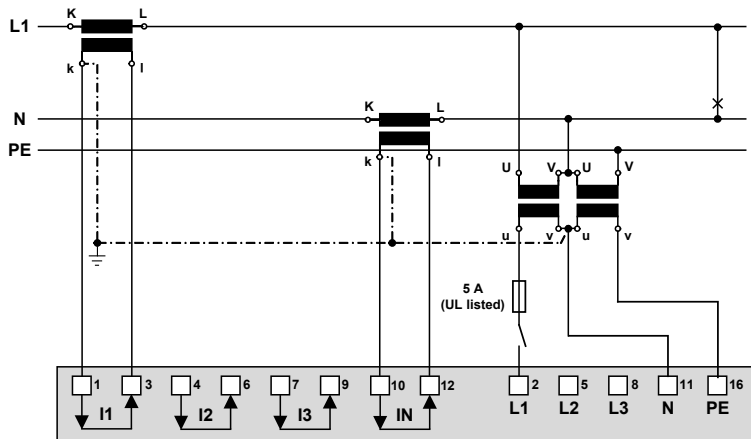 K L
L1
k l
K L
N
PE
k l
U V U V
u v u v
5 A
(UL listed)
1 3 4 6 7 9 10 12 2 5 8 11 16
I1 I2 I3 IN L1 L2 L3 N PE